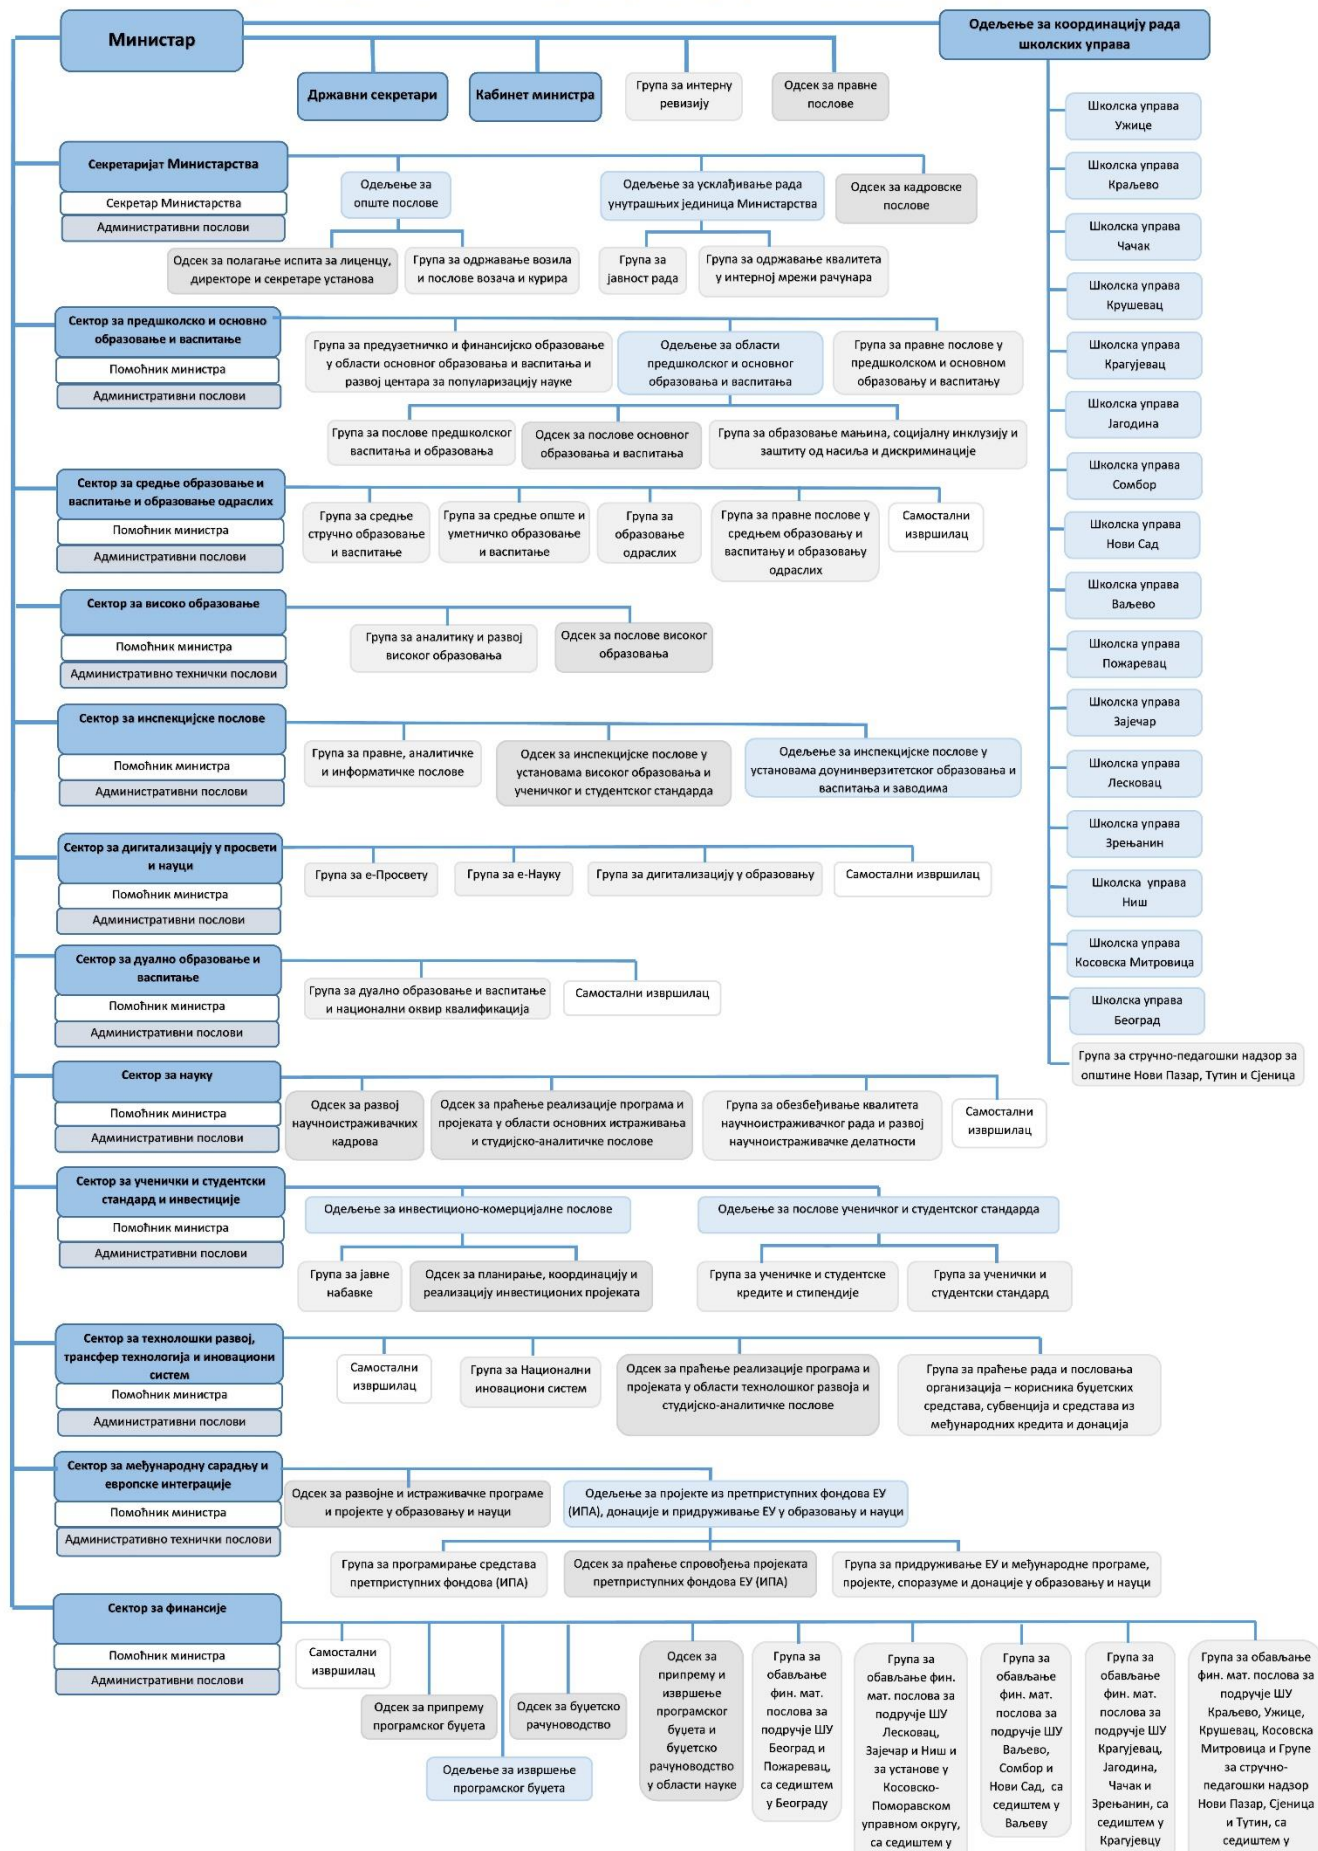 Министар
Одељење за координацију рада
школских управа
Државни секретари
Кабинет министра
Група за интерну
ревизију
Одсек за правне
послове
Школска управа
Ужице
Школска управа
Краљево
Школска управа
Чачак
Школска управа
Крушевац
Школска управа
Крагујевац
Школска управа
Јагодина
Школска управа
Сомбор
Школска управа
Нови Сад
Школска управа
Ваљево
Школска управа
Пожаревац
Школска управа
Зајечар
Школска управа
Лесковац
Школска управа
Зрењанин
Школска управа
Ниш
Школска управа
Косовска Митровица
Школска управа
Београд
Група за стручно-педагошки надзор за
општине Нови Пазар, Тутин и Сјеница
Секретаријат Министарства
Секретар Министарства
Административни послови
Одељење за
опште послове
Одељење за усклађивање рада
унутрашњих јединица Министарства
Одсек за кадровске
послове
Одсек за полагање испита за лиценцу,
директоре и секретаре установа
Група за одржавање возила
и послове возача и курира
Група за
јавност рада
Група за одржавање квалитета
у интерној мрежи рачунара
Сектор за предшколско и основно
образовање и васпитање
Помоћник министра
Административни послови
Група за предузетничко и финансијско образовање
у области основног образовања и васпитања и
развој центара за популаризацију науке
Одељење за области
предшколског и основног
образовања и васпитања
Група за правне послове у
предшколском и основном
образовању и васпитању
Група за послове предшколског
васпитања и образовања
Одсек за послове основног
образовања и васпитања
Група за образовање мањина, социјалну инклузију и
заштиту од насиља и дискриминације
Сектор за средње образовање и
васпитање и образовање одраслих
Помоћник министра
Административни послови
Група за средње
стручно образовање
и васпитање
Група за средње опште и
уметничко образовање
и васпитање
Група за
образовање
одраслих
Група за правне послове у
средњем образовању и
васпитању и образовању
одраслих
Самостални
извршилац
Сектор за високо образовање
Помоћник министра
Административно технички послови
Група за аналитику и развој
високог образовања
Одсек за послове високог
образовања
Сектор за инспекцијске послове
Помоћник министра
Административни послови
Група за правне, аналитичке
и информатичке послове
Одсек за инспекцијске послове у
установама високог образовања и
ученичког и студентског стандарда
Одељење за инспекцијске послове у
установама доунинверзитетског образовања и
васпитања и заводима
Сектор за дигитализацију у просвети
и науци
Помоћник министра
Административни послови
Група за е-Просвету
Група за е-Науку
Група за дигитализацију у образовању
Самостални извршилац
Сектор за дуално образовање и
васпитање
Помоћник министра
Административни послови
Група за дуално образовање и васпитање
и национални оквир квалификација
Самостални извршилац
Сектор за науку
Помоћник министра
Административни послови
Одсек за развој
научноистраживачких
кадрова
Одсек за праћење реализације програма и
пројеката у области основних истраживања
и студијско-аналитичке послове
Група за обезбеђивање квалитета
научноистраживачког рада и развој
научноистраживачке делатности
Самостални
извршилац
Сектор за ученички и студентски
стандард и инвестиције
Помоћник министра
Административни послови
Одељење за инвестиционо-комерцијалне послове
Одељење за послове ученичког и студентског стандарда
Група за јавне
набавке
Одсек за планирање, координацију и
реализацију инвестиционих пројеката
Група за ученичке и студентске
кредите и стипендије
Група за ученички и
студентски стандард
Сектор за технолошки развој,
трансфер технологија и иновациони
систем
Помоћник министра
Административни послови
Самостални
извршилац
Група за Национални
иновациони систем
Одсек за праћење реализације програма и
пројеката у области технолошког развоја и
студијско-аналитичке послове
Група за праћење рада и пословања
организација – корисника буџетских
средстава, субвенција и средстава из
међународних кредита и донација
Сектор за међународну сарадњу и
европске интеграције
Помоћник министра
Административно технички послови
Одсек за развојне и истраживачке програме
и пројекте у образовању и науци
Одељење за пројекте из претприступних фондова ЕУ
(ИПА), донације и придруживање ЕУ у образовању и науци
Група за програмирање средстава
претприступних фондова (ИПА)
Одсек за праћење спровођења пројеката
претприступних фондова ЕУ (ИПА)
Група за придруживање ЕУ и међународне програме,
пројекте, споразуме и донације у образовању и науци
Сектор за финансије
Помоћник министра
Административни послови
Самостални
извршилац
Одсек за припрему
програмског буџета
Одељење за извршење
програмског буџета
Одсек за буџетско
рачуноводство
Одсек за
припрему и
извршење
програмског
буџета и
буџетско
рачуноводство
у области науке
Група за
обављање
фин. мат.
послова за
подручје ШУ
Београд и
Пожаревац,
са седиштем
у Београду
Група за
обављање фин.
мат. послова за
подручје ШУ
Лесковац,
Зајечар и Ниш и
за установе у
Косовско-
Поморавском
управном округу,
са седиштем у
Група за
обављање
фин. мат.
послова за
подручје ШУ
Ваљево,
Сомбор и
Нови Сад, са
седиштем у
Ваљеву
Група за
обављање
фин. мат.
послова за
подручје ШУ
Крагујевац,
Јагодина,
Чачак и
Зрењанин, са
седиштем у
Крагујевцу
Група за обављање
фин. мат. послова за
подручје ШУ
Краљево, Ужице,
Крушевац, Косовска
Митровица и Групе
за стручно-
педагошки надзор
Нови Пазар, Сјеница
и Тутин, са
седиштем у